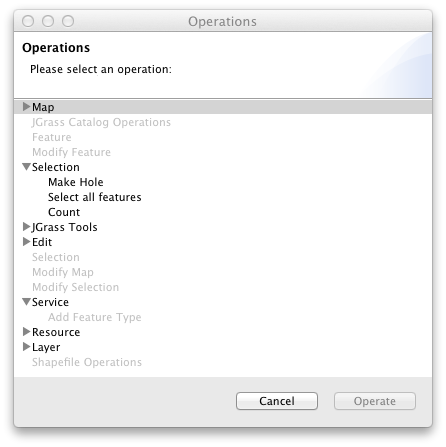 Operations
Operations
Please select an operation:
Map
JGrass Catalog Operations
Feature
Modify Feature
Selection
Make Hole
Select all features
Count
JGrass Tools
Edit
Selection
Modify Map
Modify Selection
Service
Add Feature Type
Resource
Layer
Shapefile Operations
Cancel
Operate